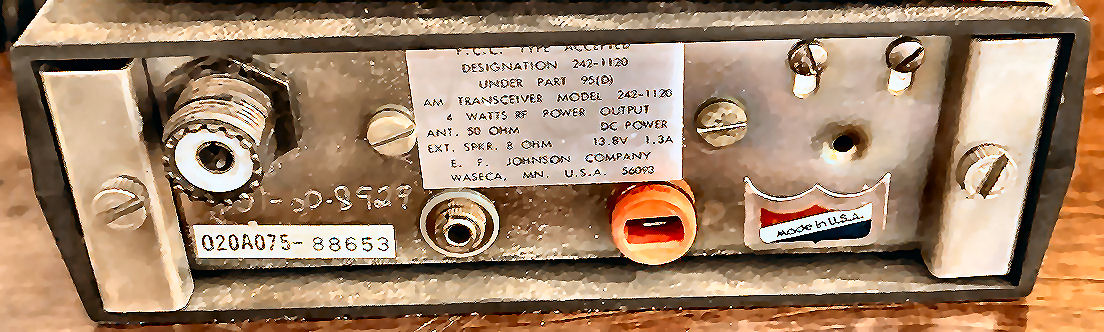 F.C.C. TYPE ACCEPTED
DESIGNATION 242-1120
UNDER PART 95(D)
AM TRANSCEIVER MODEL 242-1120
4 WATTS RF POWER OUTPUT
ANT. 50 OHM DC POWER
EXT. SPKR. 8 OHM 13.8V 1.3A
E. F. JOHNSON COMPANY
WASECA, MN. U.S.A. 56093
020A075-88653
Made in U.S.A.